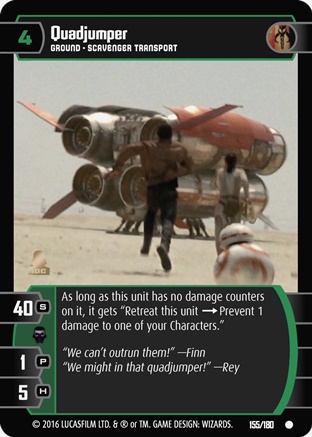 4 Quadjumper
GROUND • SCAVENGER TRANSPORT
IDC
40 S
1 P
5 H
As long as this unit has no damage counters
on it, it gets “Retreat this unit → Prevent 1
damage to one of your Characters.”
“We can’t outrun them!” —Finn
“We might in that quadjumper!” —Rey
© 2016 LUCASFILM LTD. & ® or TM. GAME DESIGN: WIZARDS. 155/180